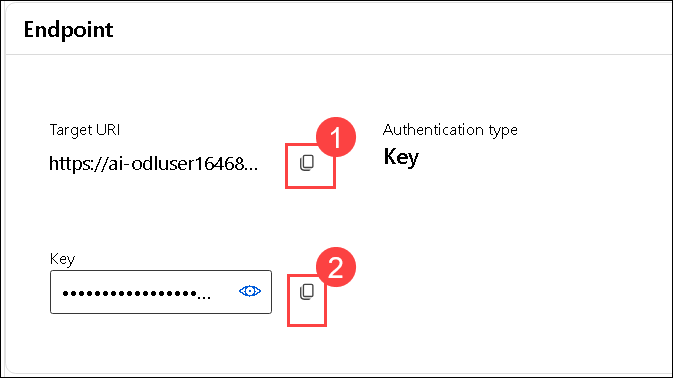 Endpoint
Target URI
https://ai-odluser16468...
1
Authentication type
Key
Key
•••••••••••••••••...
2